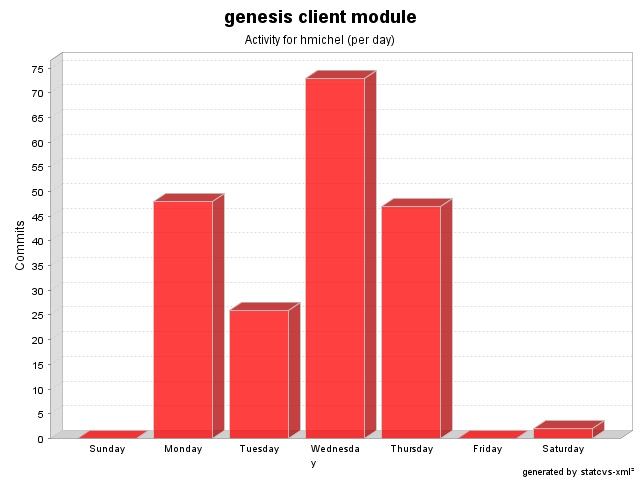 genesis client module
Activity for hmichel (per day)
75
70
65
60
55
50
45
40
35
30
25
20
15
10
5
0
Commits
Sunday Monday Tuesday Wednesda Thursday Friday Saturday
y
generated by statcvs-xml²